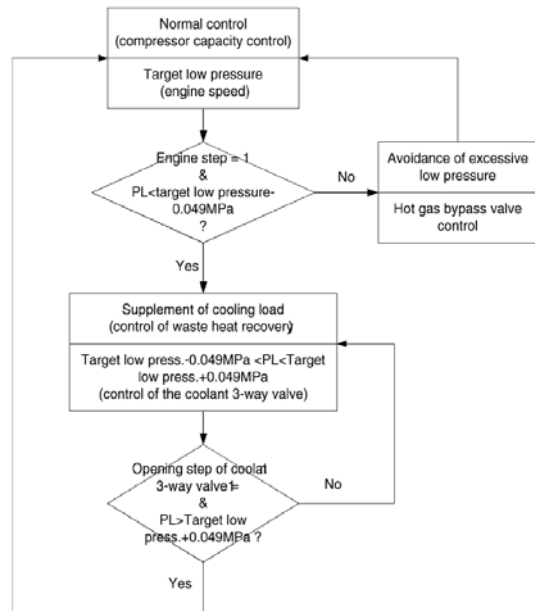 Normal control
(compressor capacity control)
Target low pressure
(engine speed)
Engine step = 1
&
PL<target low pressure-
0.049MPa
?
No
Avoidance of excessive
low pressure
Hot gas bypass valve
control
Yes
Supplement of cooling load
(control of waste heat recovery)
Target low press.-0.049MPa <PL<Target
low press.+0.049MPa
(control of the coolant 3-way valve)
Opening step of coolat
3-way valve1=
&
PL>Target low
press.+0.049MPa ?
No
Yes